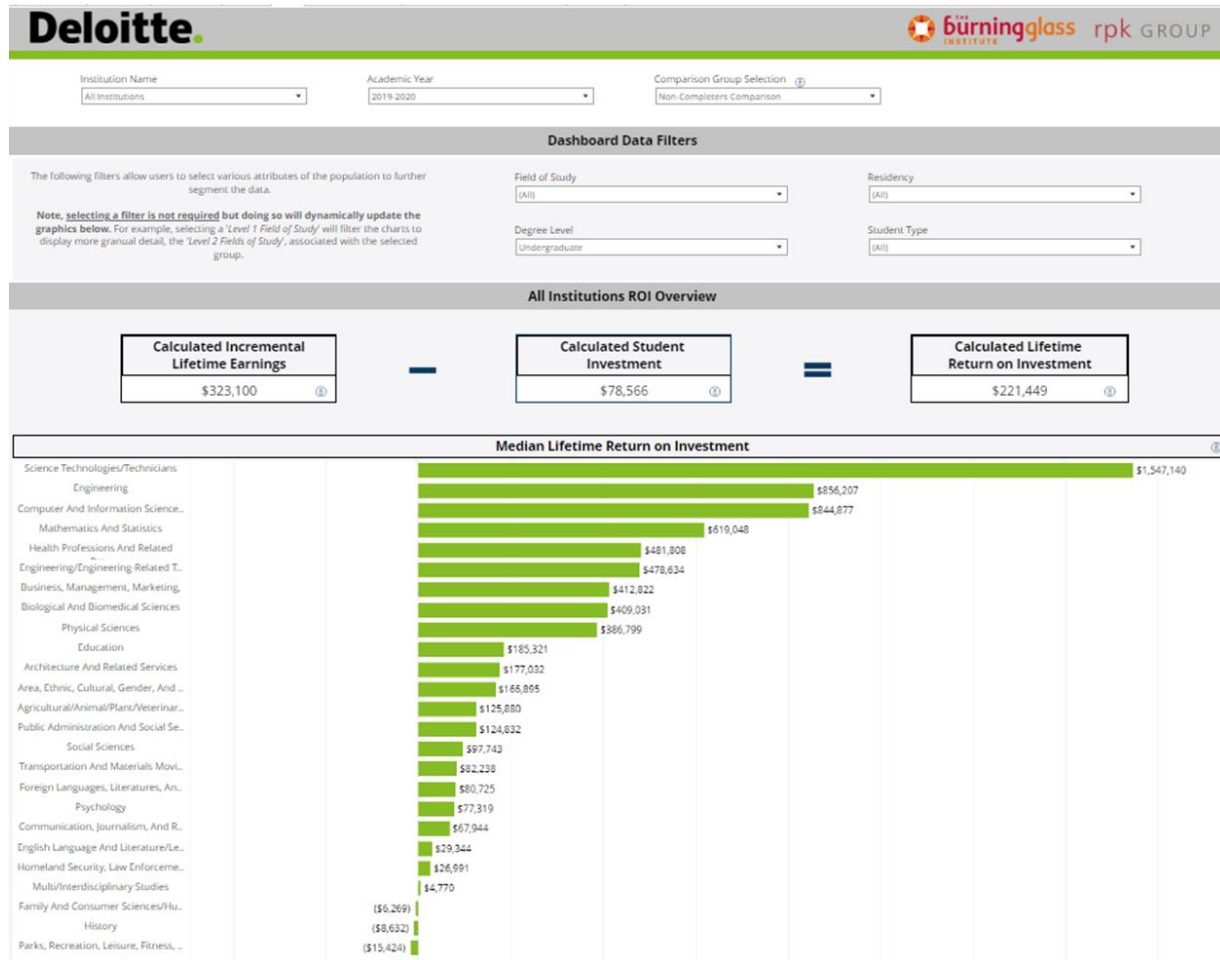 Deloitte.
THE
burningglass
INSTITUTE
rpk GROUP
Institution Name
Academic Year
Comparison Group Selection
All Institutions
2019-2020
Non-Completers Comparison
Dashboard Data Filters
The following filters allow users to select various attributes of the population to further
segment the data.
Note, selecting a filter is not required but doing so will dynamically update the
graphics below. For example, selecting a 'Level 1 Field of Study' will filter the charts to
display more granual detail, the 'Level 2 Fields of Study', associated with the selected
group.
Field of Study
(All)
Residency
(All)
Degree Level
Undergraduate
Student Type
(All)
All Institutions ROI Overview
Calculated Incremental
Lifetime Earnings
$323,100
Calculated Student
Investment
$78,566
Calculated Lifetime
Return on Investment
$221,449
Median Lifetime Return on Investment
Science Technologies/Technicians $1,547,140
Engineering $856,207
Computer And Information Science.. $844,877
Mathematics And Statistics $619,048
Health Professions And Related $481,808
Engineering/Engineering-Related T.. $478,634
Business, Management, Marketing, $412,822
Biological And Biomedical Sciences $409,031
Physical Sciences $386,799
Education $185,321
Architecture And Related Services $177,032
Area, Ethnic, Cultural, Gender, And .. $166,895
Agricultural/Animal/Plant/Veterinar.. $125,880
Public Administration And Social Se.. $124,832
Social Sciences $97,743
Transportation And Materials Movi.. $82,238
Foreign Languages, Literatures, An.. $80,725
Psychology $77,319
Communication, Journalism, And R.. $67,944
English Language And Literature/Le.. $29,344
Homeland Security, Law Enforceme.. $26,991
Multi/Interdisciplinary Studies $4,770
Family And Consumer Sciences/Hu.. ($6,269)
History ($8,632)
Parks, Recreation, Leisure, Fitness, .. ($15,424)